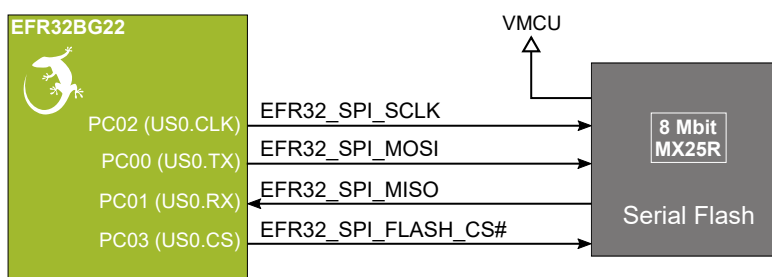 EFR32BG22
VMCU
PC02 (US0.CLK)
EFR32_SPI_SCLK
PC00 (US0.TX)
EFR32_SPI_MOSI
PC01 (US0.RX)
EFR32_SPI_MISO
PC03 (US0.CS)
EFR32_SPI_FLASH_CS#
8 Mbit
MX25R
Serial Flash